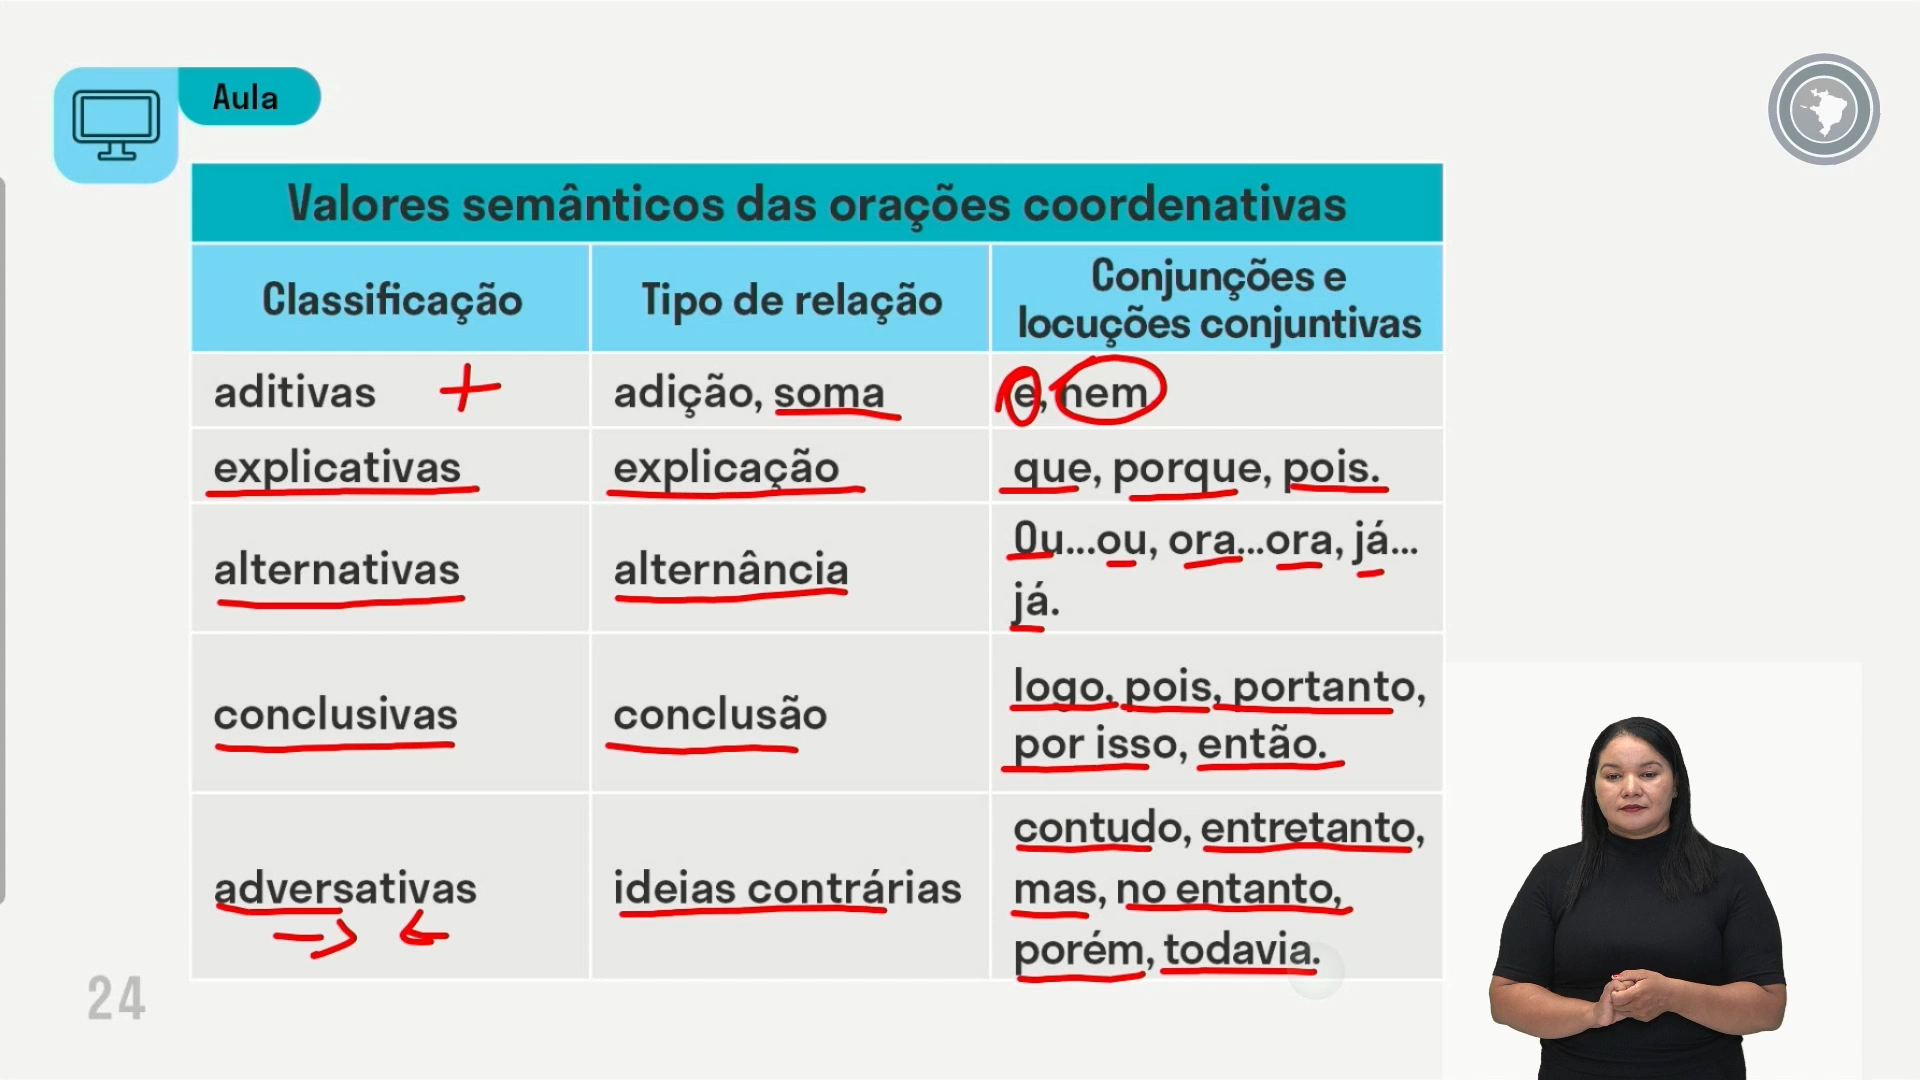 Aula
Valores semânticos das orações coordenativas
Classificação
Tipo de relação
Conjunções e
locuções conjuntivas
aditivas +
adição, soma
e, nem
explicativas
explicação
que, porque, pois.
alternativas
alternância
Ou...ou, ora...ora, já...
já.
conclusivas
conclusão
logo, pois, portanto,
por isso, então.
adversativas
ideias contrárias
contudo, entretanto,
mas, no entanto,
porém, todavia.
24